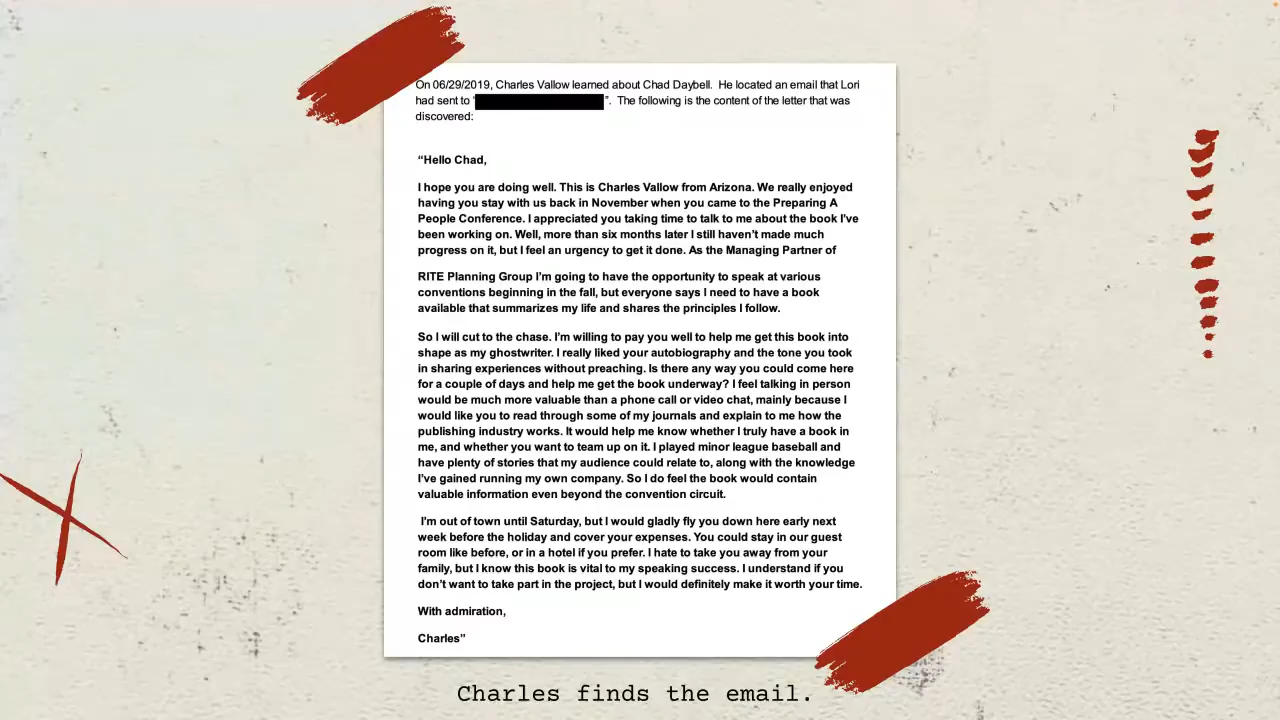 On 06/29/2019, Charles Vallow learned about Chad Daybell.  He located an email that Lori
had sent to ‘ ”.  The following is the content of the letter that was
discovered:
“Hello Chad,
I hope you are doing well. This is Charles Vallow from Arizona. We really enjoyed
having you stay with us back in November when you came to the Preparing A
People Conference. I appreciated you taking time to talk to me about the book I’ve
been working on. Well, more than six months later I still haven’t made much
progress on it, but I feel an urgency to get it done. As the Managing Partner of
RITE Planning Group I’m going to have the opportunity to speak at various
conventions beginning in the fall, but everyone says I need to have a book
available that summarizes my life and shares the principles I follow.
So I will cut to the chase. I’m willing to pay you well to help me get this book into
shape as my ghostwriter. I really liked your autobiography and the tone you took
in sharing experiences without preaching. Is there any way you could come here
for a couple of days and help me get the book underway? I feel talking in person
would be much more valuable than a phone call or video chat, mainly because I
would like you to read through some of my journals and explain to me how the
publishing industry works. It would help me know whether I truly have a book in
me, and whether you want to team up on it. I played minor league baseball and
have plenty of stories that my audience could relate to, along with the knowledge
I’ve gained running my own company. So I do feel the book would contain
valuable information even beyond the convention circuit.
I’m out of town until Saturday, but I would gladly fly you down here early next
week before the holiday and cover your expenses. You could stay in our guest
room like before, or in a hotel if you prefer. I hate to take you away from your
family, but I know this book is vital to my speaking success. I understand if you
don’t want to take part in the project, but I would definitely make it worth your time.
With admiration,
Charles”
Charles finds the email.